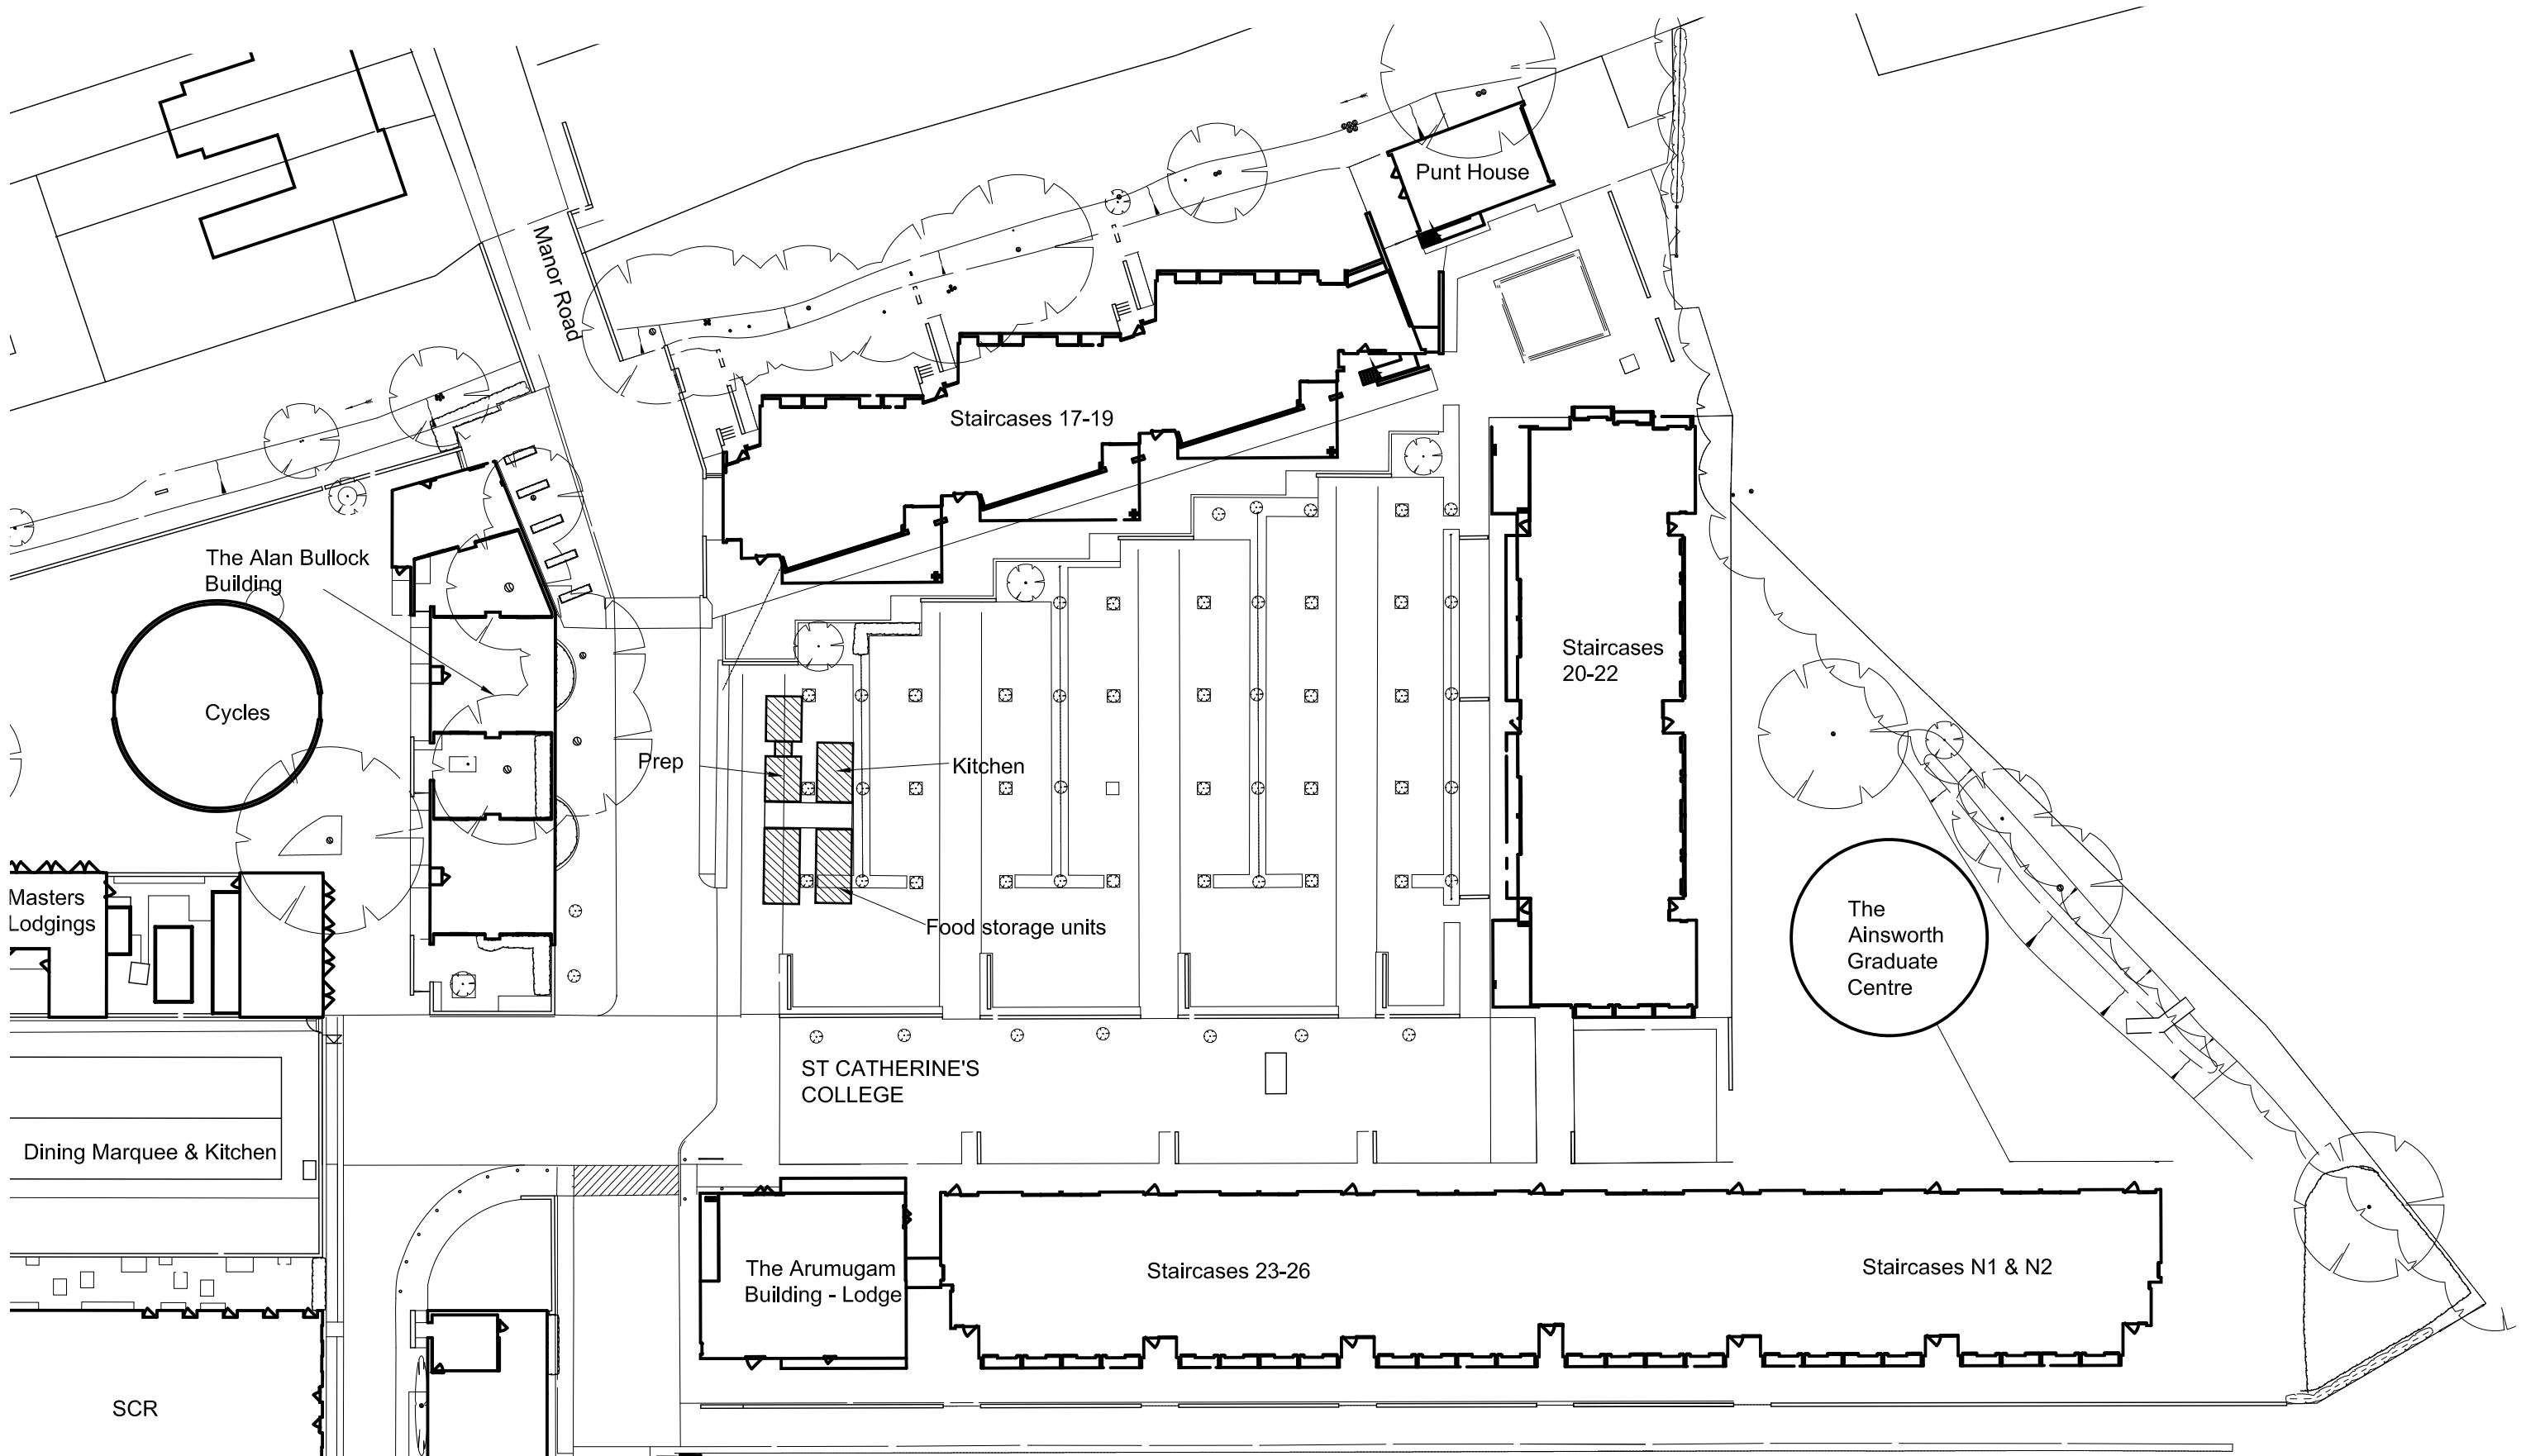 Punt House
Manor Road
Staircases 17-19
The Alan Bullock
Building
Staircases
20-22
Cycles
Prep
Kitchen
Masters
Lodgings
Food storage units
The
Ainsworth
Graduate
Centre
ST CATHERINE'S
COLLEGE
Dining Marquee & Kitchen
The Arumugam
Building - Lodge
Staircases 23-26
Staircases N1 & N2
SCR